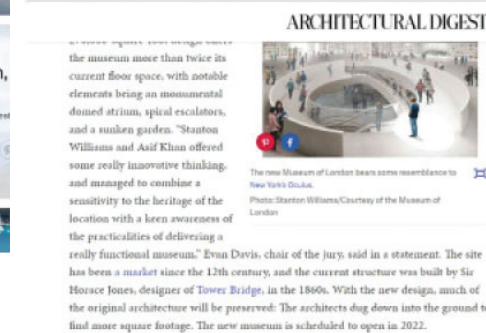 ARCHITECTURAL DIGEST
the museum more than twice its
current floor space, with notable
elements being an monumental
domed atrium, spiral escalators,
and a sunken garden. "Stanton
Williams and Asif Khan offered
some really innovative thinking,
and managed to combine a
sensitivity to the heritage of the
location with a keen awareness of
the practicalities of delivering a
The new Museum of London bears some resemblance to
New York's Oculus.
Photo: Stanton Williams/Courtesy of the Museum of
London
really functional museum," Evan Davis, chair of the jury, said in a statement. The site
has been a market since the 12th century, and the current structure was built by Sir
Horace Jones, designer of Tower Bridge, in the 1860s. With the new design, much of
the original architecture will be preserved: The architects dug down into the ground to
find more square footage. The new museum is scheduled to open in 2022.